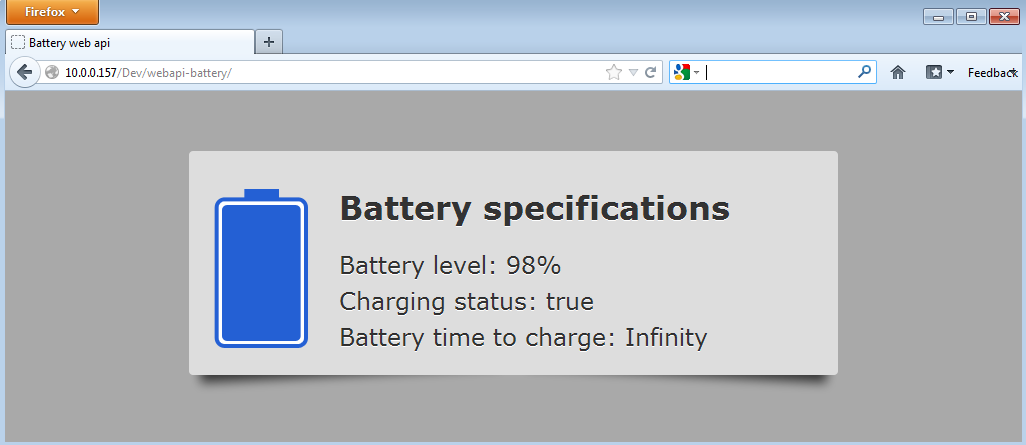 Firefox
Battery web api
10.0.0.157/Dev/webapi-battery/
Feedback
Battery specifications
Battery level: 98%
Charging status: true
Battery time to charge: Infinity